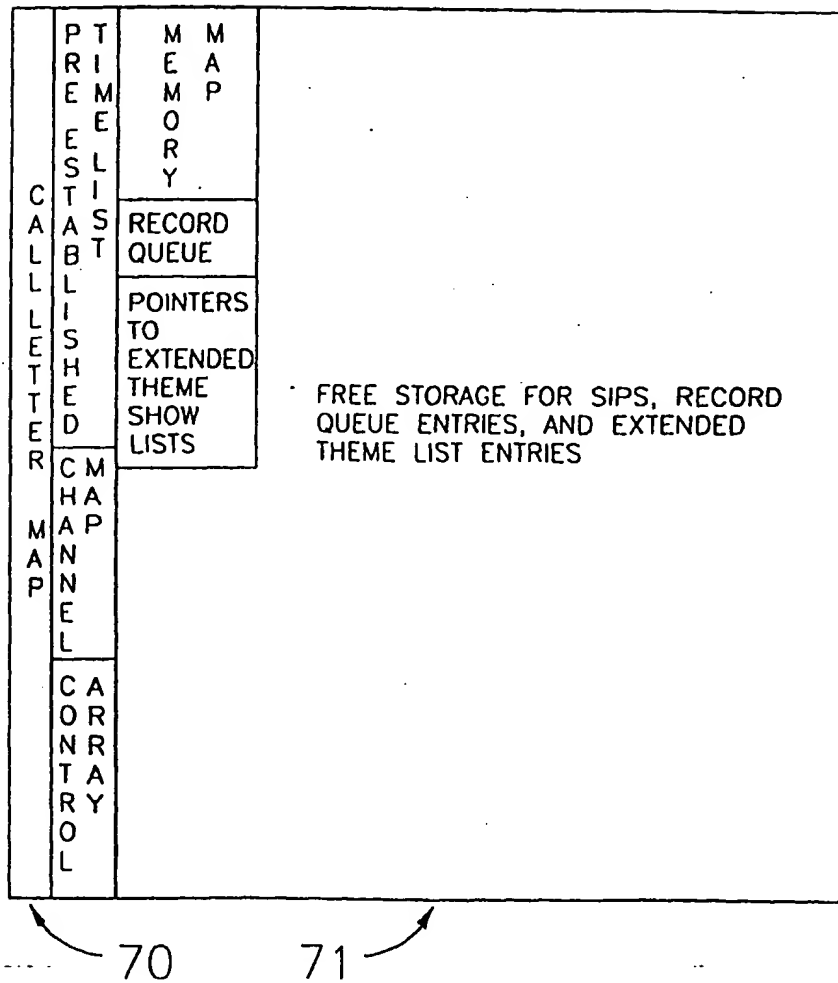 CALL LETTER MAP
PRE ESTABLISHED
TIME LIST
CHANNEL
MAP
CONTROL
ARRAY
MEMORY
MAP
RECORD
QUEUE
POINTERS
TO
EXTENDED
THEME
SHOW
LISTS
FREE STORAGE FOR SIPS, RECORD
QUEUE ENTRIES, AND EXTENDED
THEME LIST ENTRIES
70
71